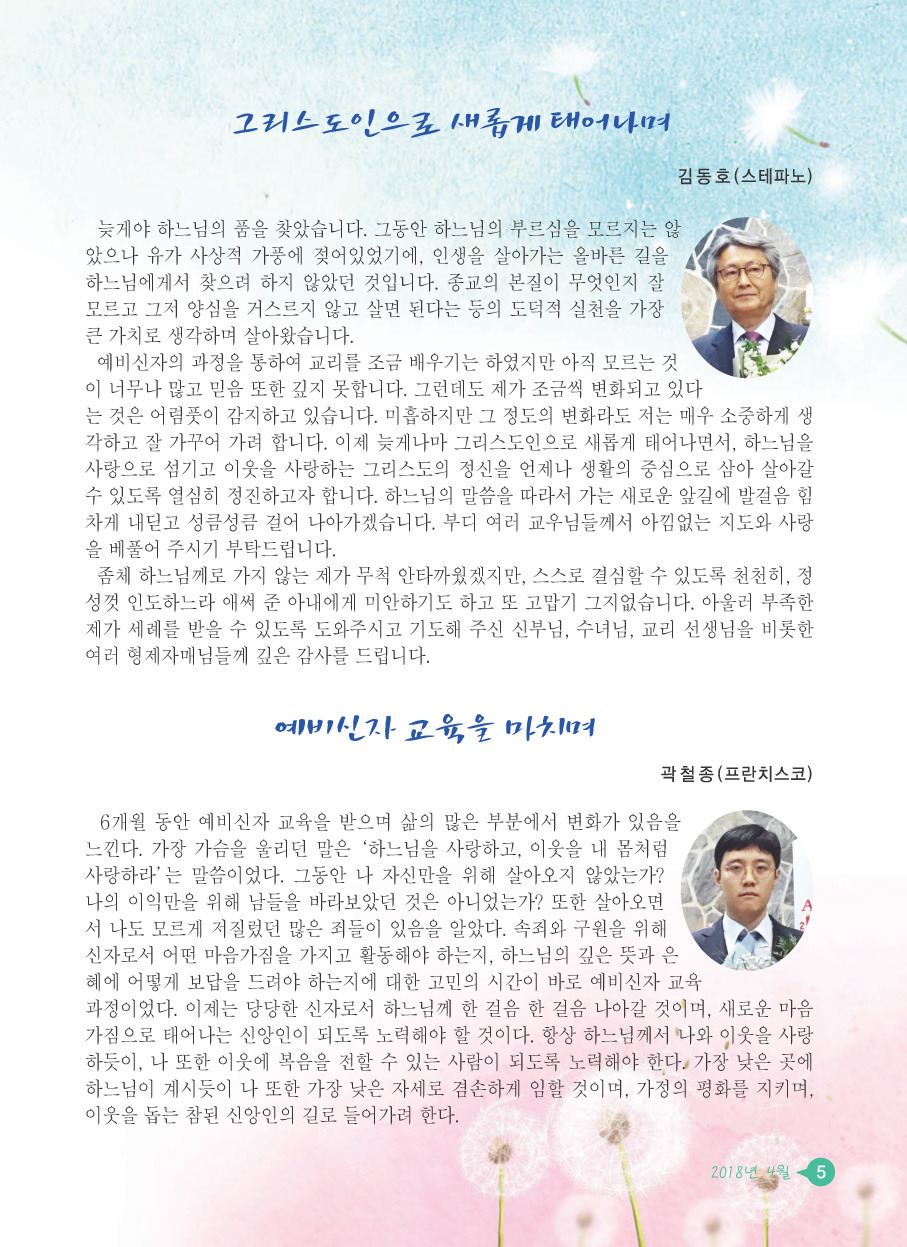 그리스도인으로 새롭게 태어나며
김동호(스테파노)
늦게야 하느님의 품을 찾았습니다. 그동안 하느님의 부르심을 모르지는 않
았으나 유가 사상적 가풍에 젖어있었기에, 인생을 살아가는 올바른 길을
하느님에게서 찾으려 하지 않았던 것입니다. 종교의 본질이 무엇인지 잘
모르고 그저 양심을 거스르지 않고 살면 된다는 등의 도덕적 실천을 가장
큰 가치로 생각하며 살아왔습니다.
예비신자의 과정을 통하여 교리를 조금 배우기는 하였지만 아직 모르는 것
이 너무나 많고 믿음 또한 깊지 못합니다. 그런데도 제가 조금씩 변화되고 있다
는 것은 어렴풋이 감지하고 있습니다. 미흡하지만 그 정도의 변화라도 저는 매우 소중하게 생
각하고 잘 가꾸어 가려 합니다. 이제 늦게나마 그리스도인으로 새롭게 태어나면서, 하느님을
사랑으로 섬기고 이웃을 사랑하는 그리스도의 정신을 언제나 생활의 중심으로 삼아 살아갈
수 있도록 열심히 정진하고자 합니다. 하느님의 말씀을 따라서 가는 새로운 앞길에 발걸음 힘
차게 내딛고 성큼성큼 걸어 나아가겠습니다. 부디 여러 교우님들께서 아낌없는 지도와 사랑
을 베풀어 주시기 부탁드립니다.
좀체 하느님께로 가지 않는 제가 무척 안타까웠겠지만, 스스로 결심할 수 있도록 천천히, 정
성껏 인도하느라 애써 준 아내에게 미안하기도 하고 또 고맙기 그지없습니다. 아울러 부족한
제가 세례를 받을 수 있도록 도와주시고 기도해 주신 신부님, 수녀님, 교리 선생님을 비롯한
여러 형제자매님들께 깊은 감사를 드립니다.
예비신자 교육을 마치며
곽철종(프란치스코)
6개월 동안 예비신자 교육을 받으며 삶의 많은 부분에서 변화가 있음을
느낀다. 가장 가슴을 울리던 말은 ‘하느님을 사랑하고, 이웃을 내 몸처럼
사랑하라’는 말씀이었다. 그동안 나 자신만을 위해 살아오지 않았는가?
나의 이익만을 위해 남들을 바라보았던 것은 아니었는가? 또한 살아오면
서 나도 모르게 저질렀던 많은 죄들이 있음을 알았다. 속죄와 구원을 위해
신자로서 어떤 마음가짐을 가지고 활동해야 하는지, 하느님의 깊은 뜻과 은
혜에 어떻게 보답을 드려야 하는지에 대한 고민의 시간이 바로 예비신자 교육
과정이었다. 이제는 당당한 신자로서 하느님께 한 걸음 한 걸음 나아갈 것이며, 새로운 마음
가짐으로 태어나는 신앙인이 되도록 노력해야 할 것이다. 항상 하느님께서 나와 이웃을 사랑
하듯이, 나 또한 이웃에 복음을 전할 수 있는 사람이 되도록 노력해야 한다. 가장 낮은 곳에
하느님이 계시듯이 나 또한 가장 낮은 자세로 겸손하게 임할 것이며, 가정의 평화를 지키며,
이웃을 돕는 참된 신앙인의 길로 들어가려 한다.
2018년 4월 5